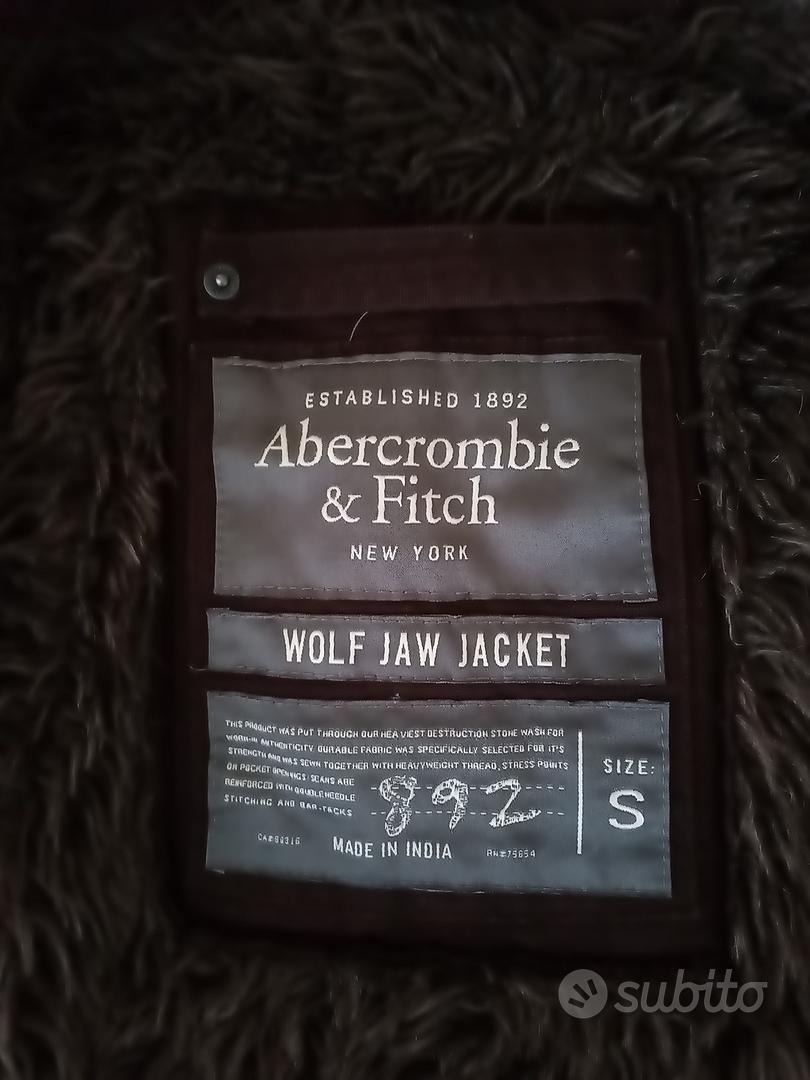 ESTABLISHED 1892
Abercrombie
& Fitch
NEW YORK
WOLF JAW JACKET
THIS PRODUCT WAS PUT THROUGH OUR HEAVIEST DESTRUCTION STONE WASH FOR
WORN-IN AUTHENTICITY. DURABLE FABRIC WAS SPECIFICALLY SELECTED FOR IT'S
STRENGTH AND WAS SEWN TOGETHER WITH HEAVYWEIGHT THREAD, STRESS POINTS
ON POCKET OPENINGS/SEAMS ARE
REINFORCED WITH DOUBLE NEEDLE
STITCHING AND BAR-TACKS
892
MADE IN INDIA
RN#75654
SIZE:
S
subito